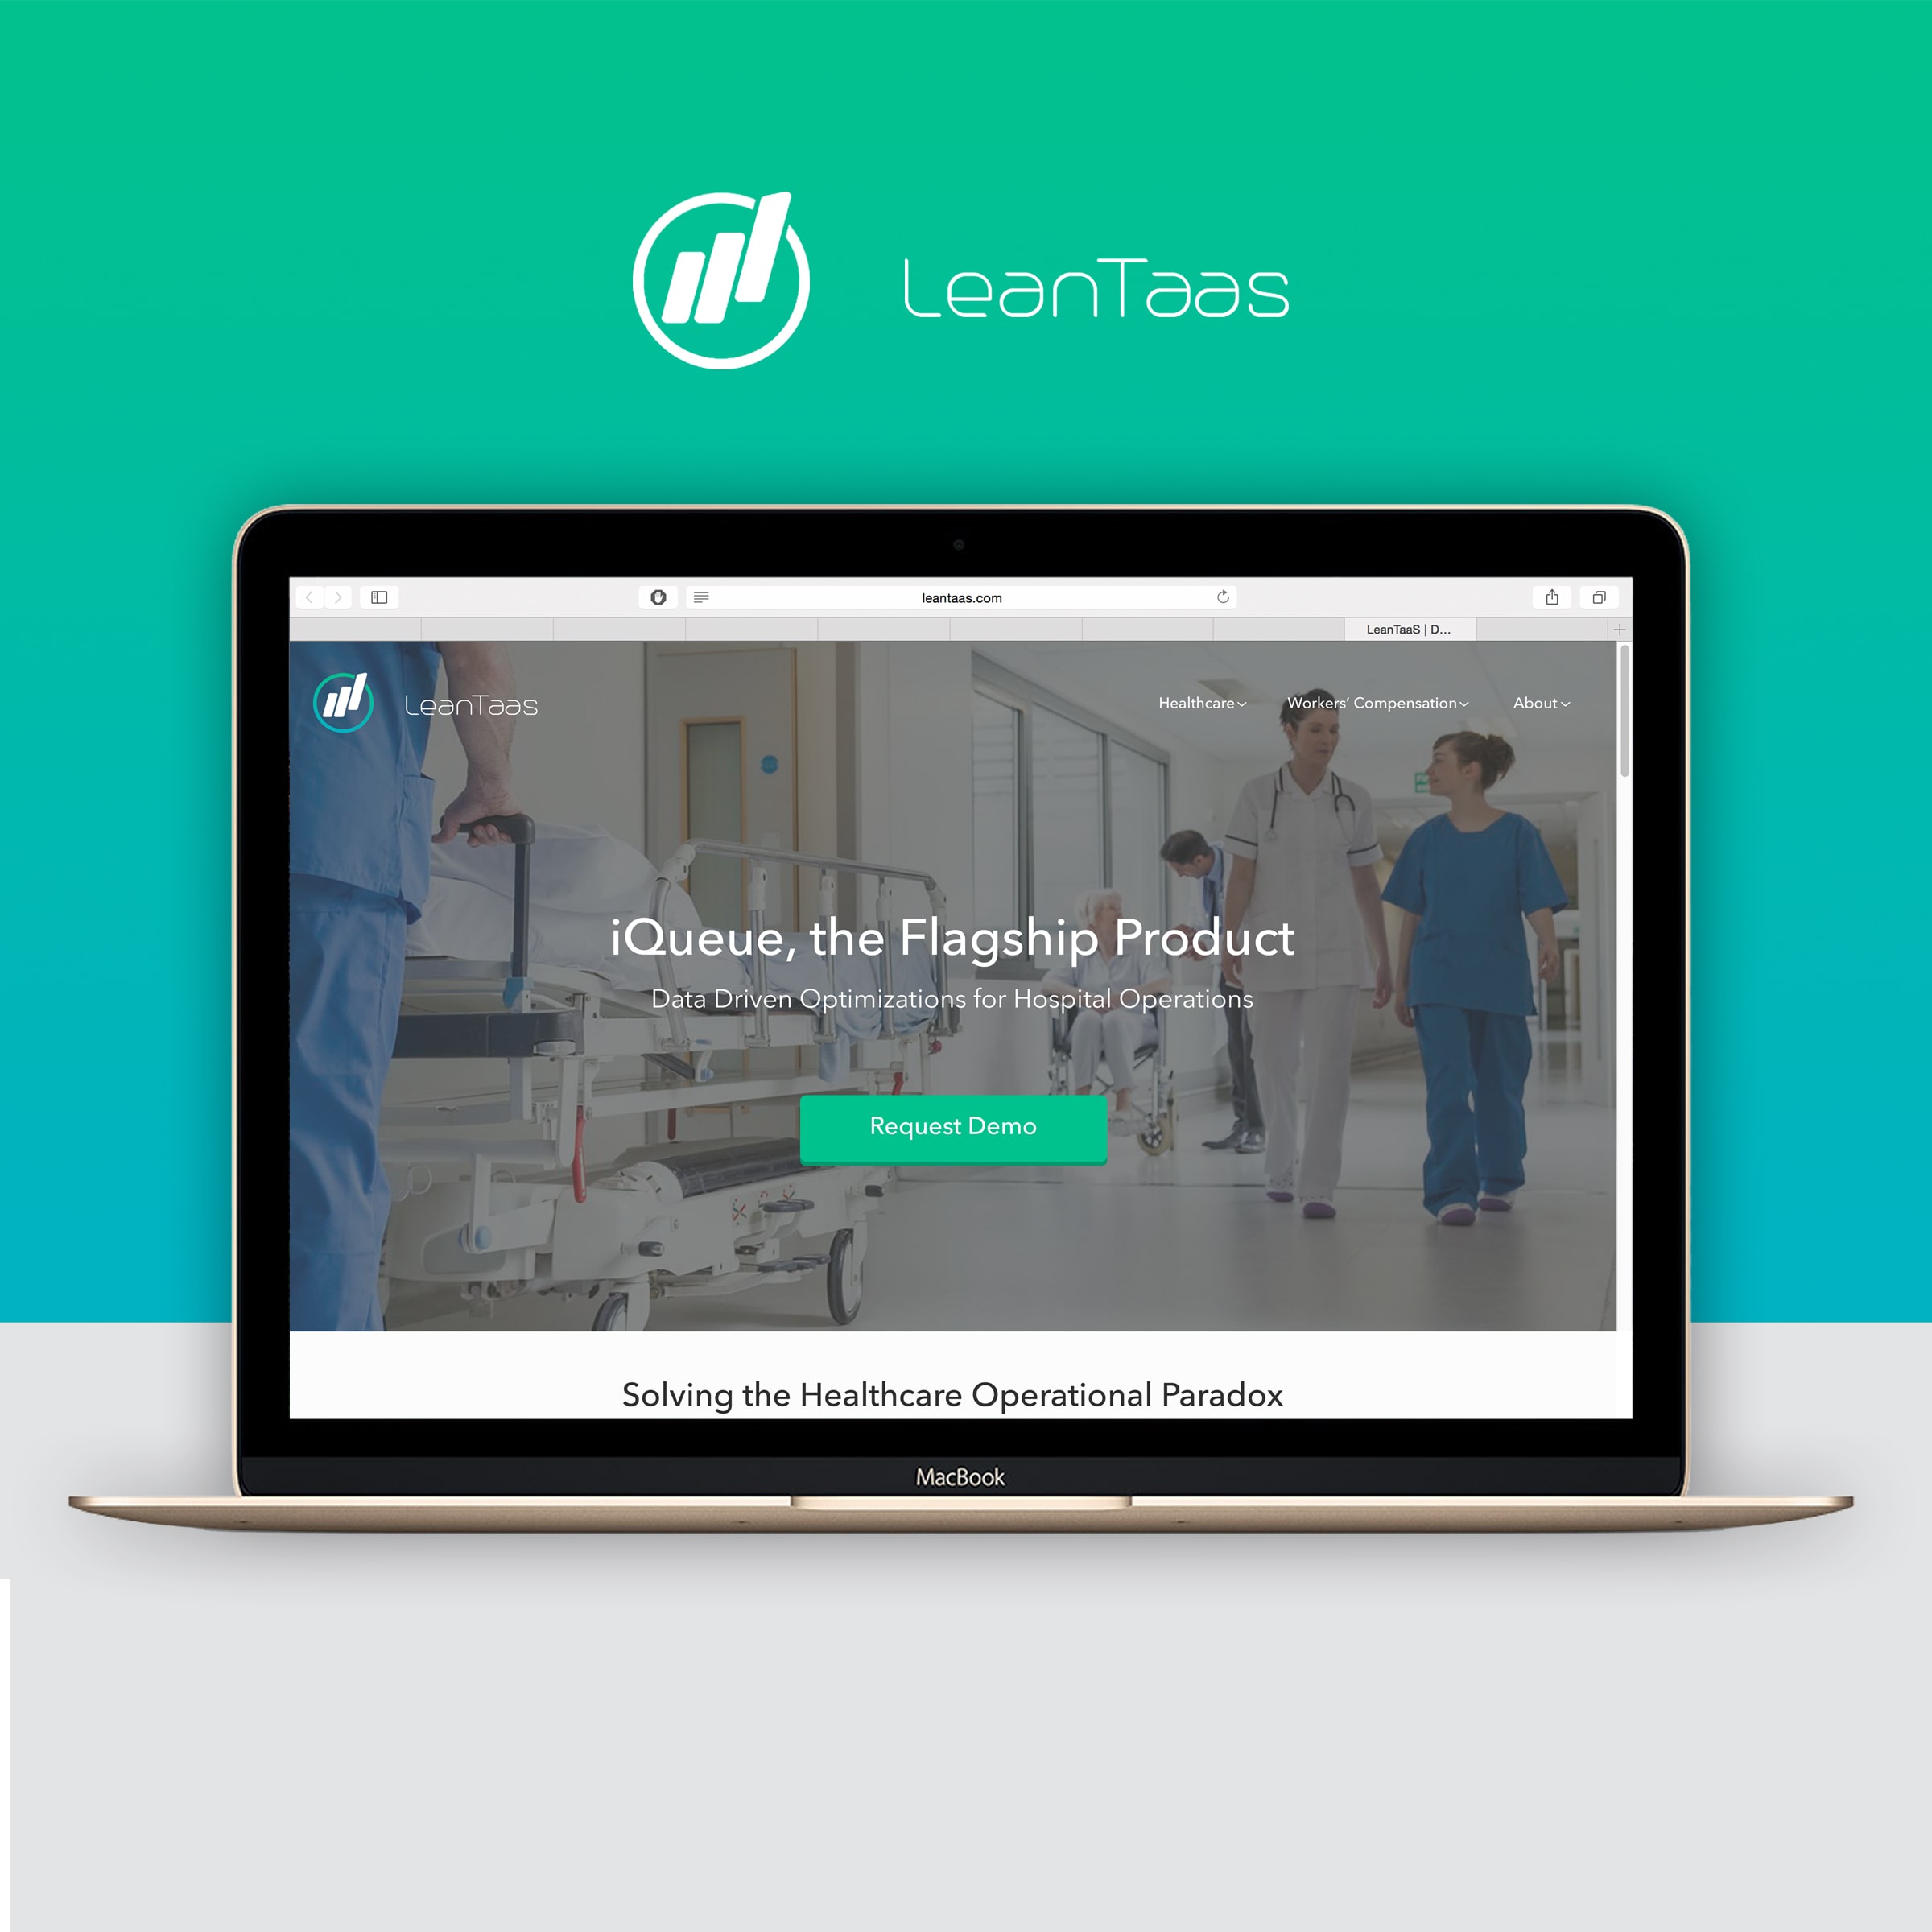 LeanTaas
leantaas.com
LeanTaaS | D...
LeanTaas
Healthcare
Workers' Compensation
About
iQueue, the Flagship Product
Data Driven Optimizations for Hospital Operations
Request Demo
Solving the Healthcare Operational Paradox
MacBook